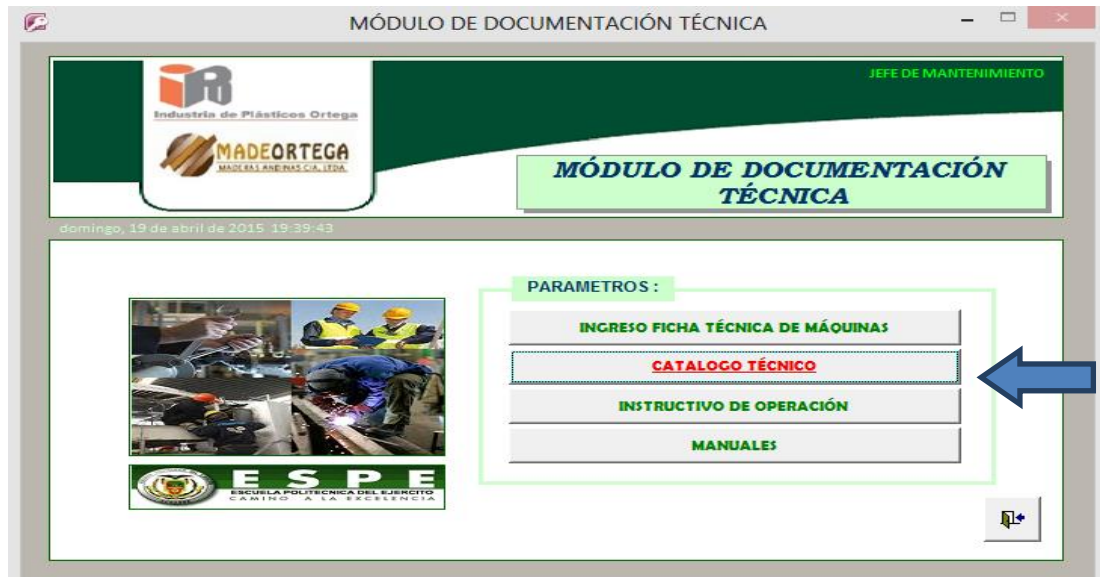 MÓDULO DE DOCUMENTACIÓN TÉCNICA
JEFE DE MANTENIMIENTO
Industria de Plásticos Ortega
MADEORTEGA
MADERAS ANDINAS CIA. LTDA.
MÓDULO DE DOCUMENTACIÓN
TÉCNICA
domingo, 19 de abril de 2015 19:39:43
PARAMETROS :
INGRESO FICHA TÉCNICA DE MÁQUINAS
CATALOGO TÉCNICO
INSTRUCTIVO DE OPERACIÓN
MANUALES
ESPE
ESCUELA POLITECNICA DEL EJERCITO
CAMINO A LA EXCELENCIA